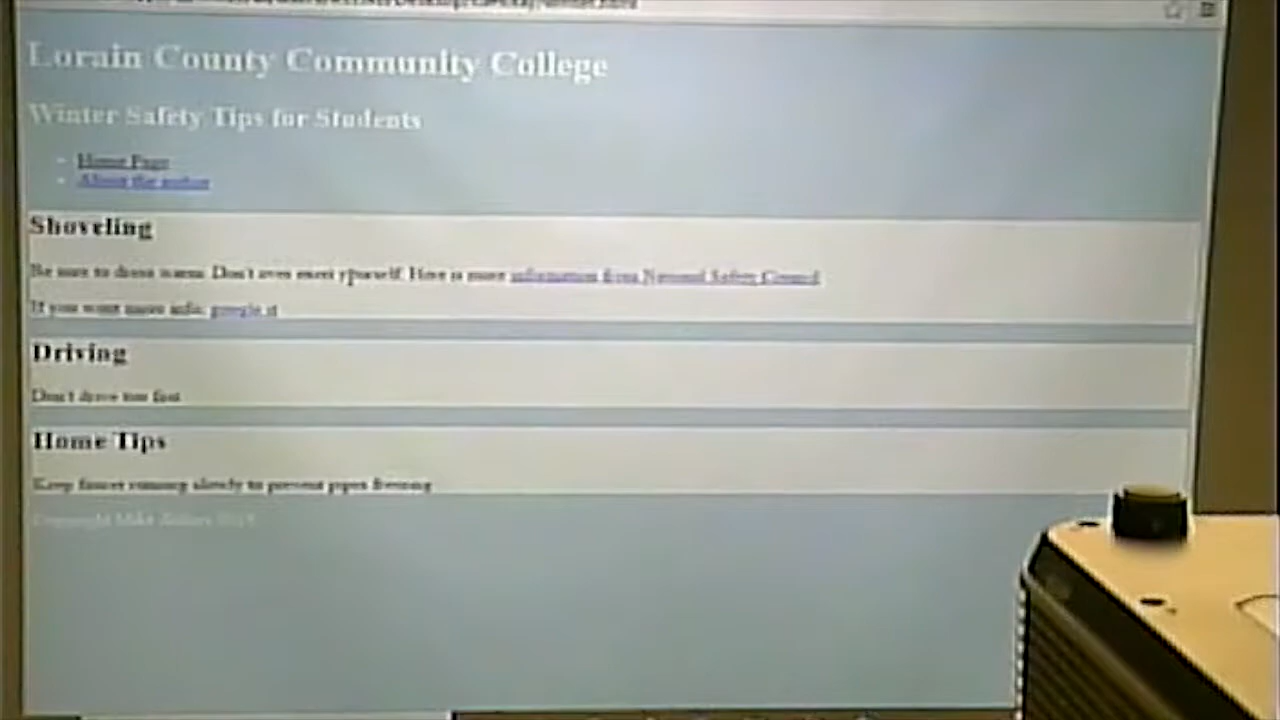 Lorain County Community College
Winter Safety Tips for Students
Home Page
About the author
Shoveling
Be sure to dress warm. Don't over exert yourself. Here is more information from National Safety Council
If you want more info, google it
Driving
Don't drive too fast
Home Tips
Keep faucet running slowly to prevent pipes freezing
Copyright Mike